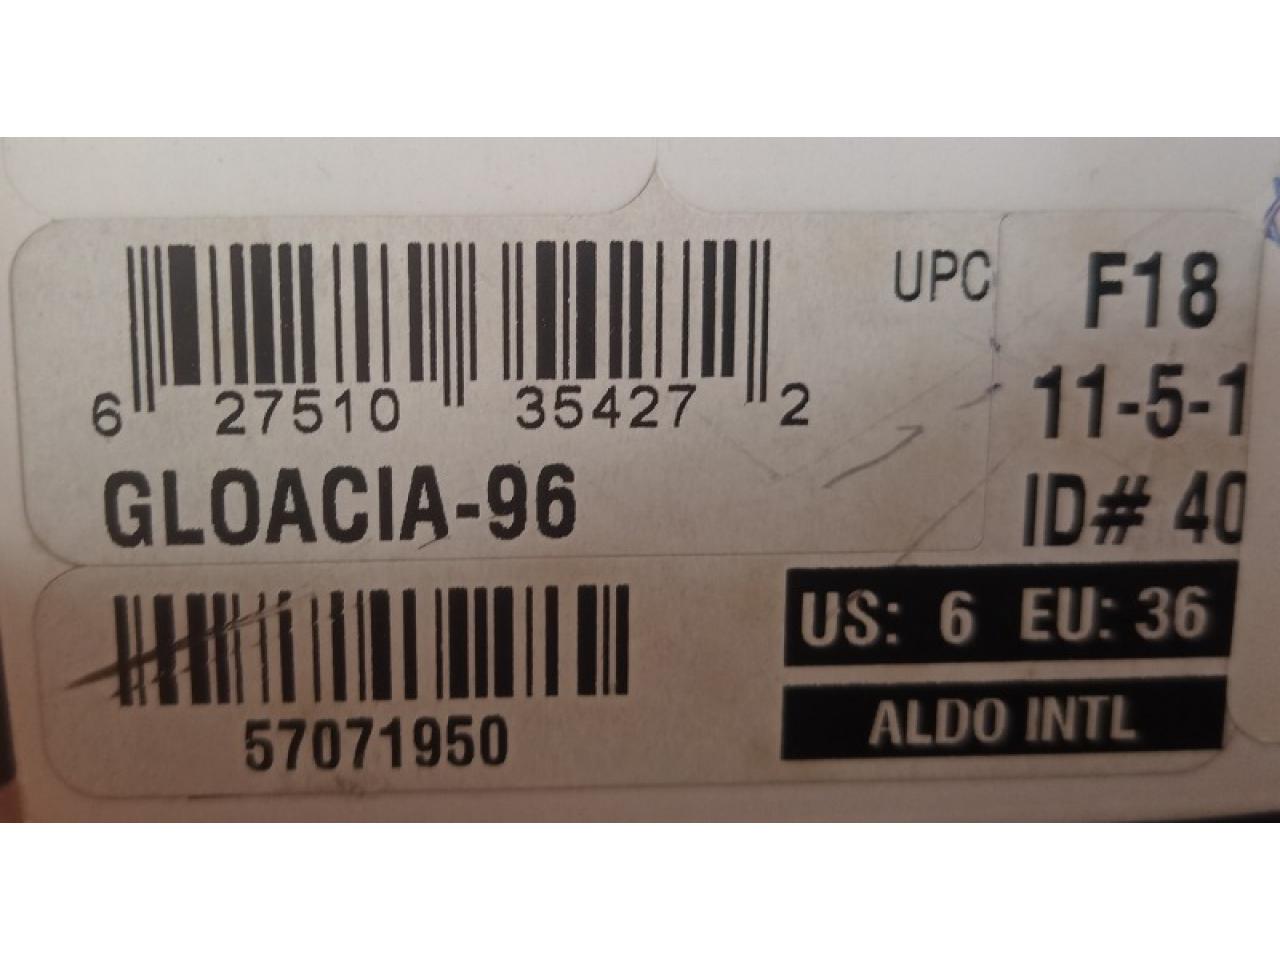 UPC
6 27510 35427 2
GLOACIA-96
F18
11-5-1
ID# 40
57071950
US: 6 EU: 36
ALDO INTL